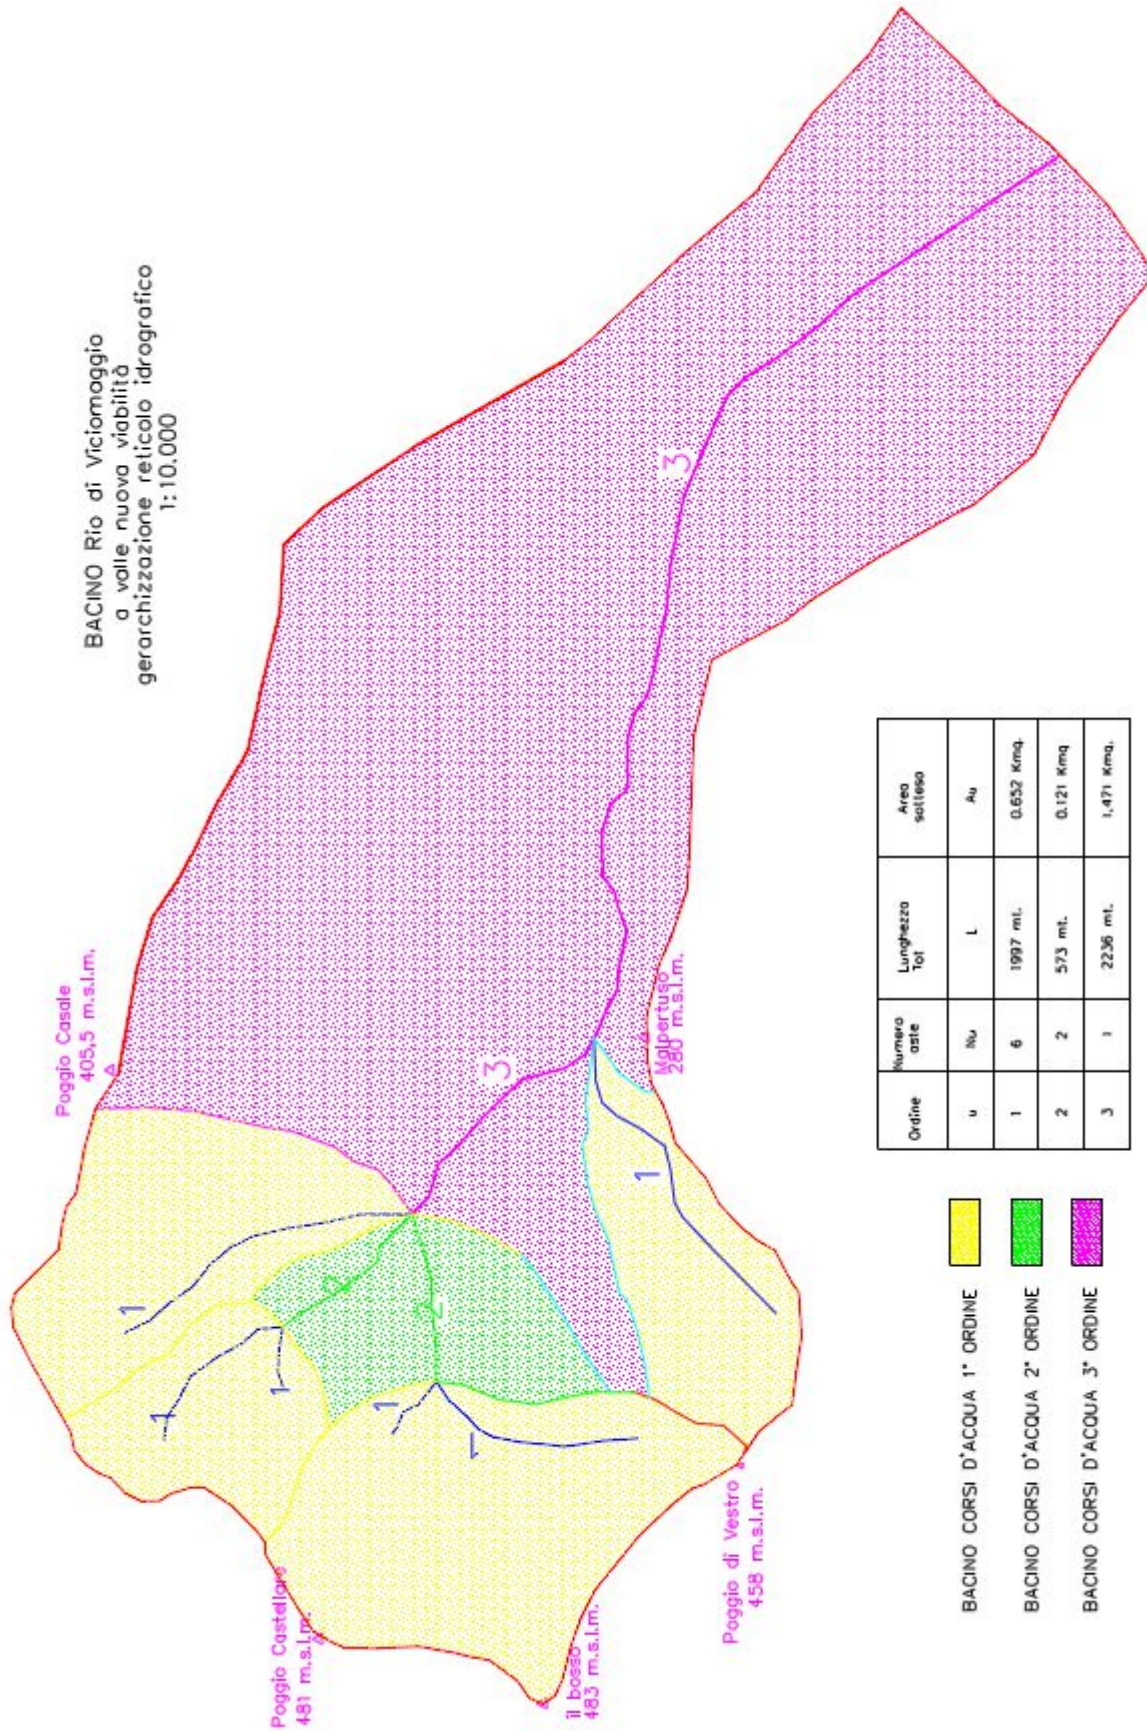 BACINO Rio di Viciomaggio
a valle nuova viabilità
gerarchizzazione reticolo idrografico
1:10.000
Poggio Casale
405,5 m.s.l.m.
Poggio Castellare
481 m.s.l.m.
il bosso
483 m.s.l.m.
Poggio di Vestro
458 m.s.l.m.
Malpertuso
280 m.s.l.m.
1
1
1
1
1
1
2
2
3
3
Ordine Numero aste Lunghezza Tot Area sottesa
u Nu L Au
1 6 1997 mt. 0.652 Kmq.
2 2 573 mt. 0.121 Kmq
3 1 2236 mt. 1.471 Kmq.
BACINO CORSI D'ACQUA 1° ORDINE
BACINO CORSI D'ACQUA 2° ORDINE
BACINO CORSI D'ACQUA 3° ORDINE